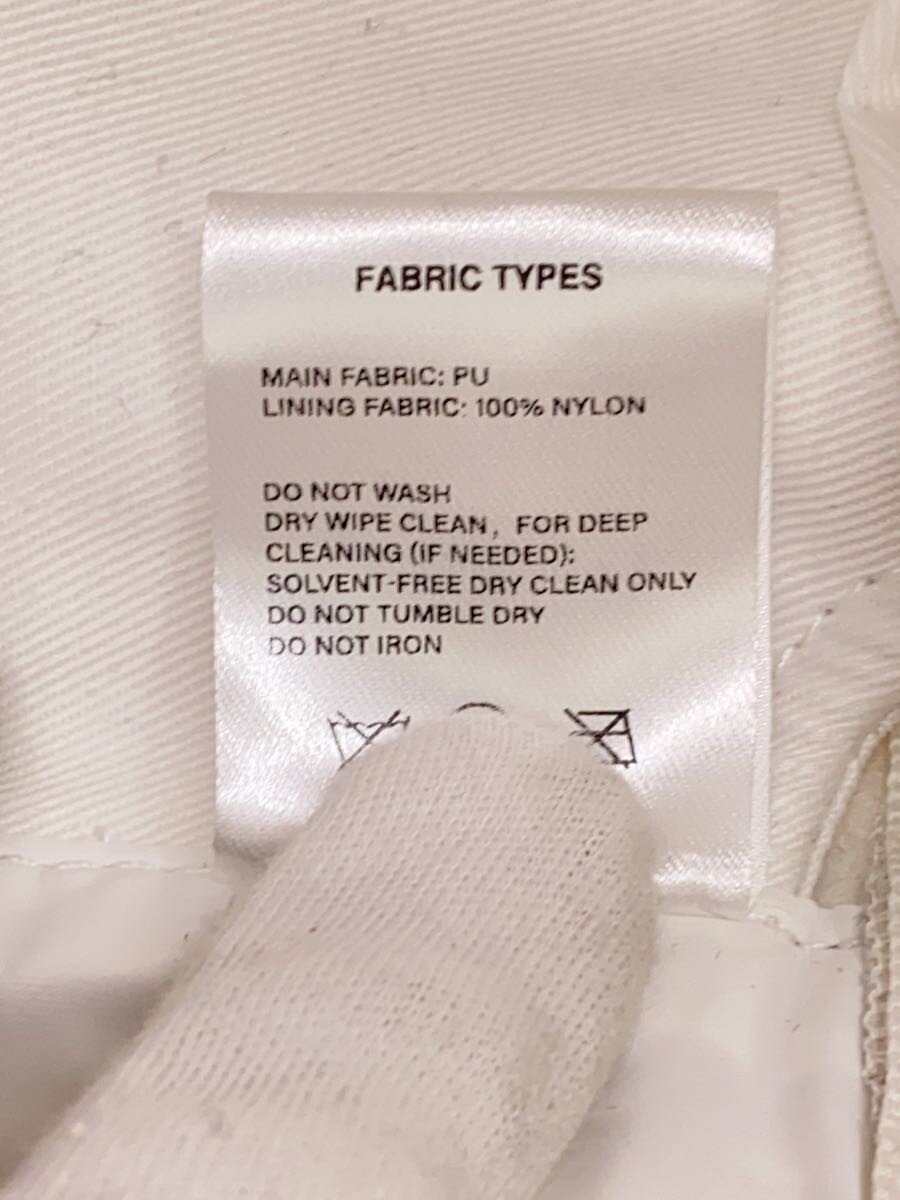 FABRIC TYPES
MAIN FABRIC: PU
LINING FABRIC: 100% NYLON
DO NOT WASH
DRY WIPE CLEAN, FOR DEEP
CLEANING (IF NEEDED):
SOLVENT-FREE DRY CLEAN ONLY
DO NOT TUMBLE DRY
DO NOT IRON